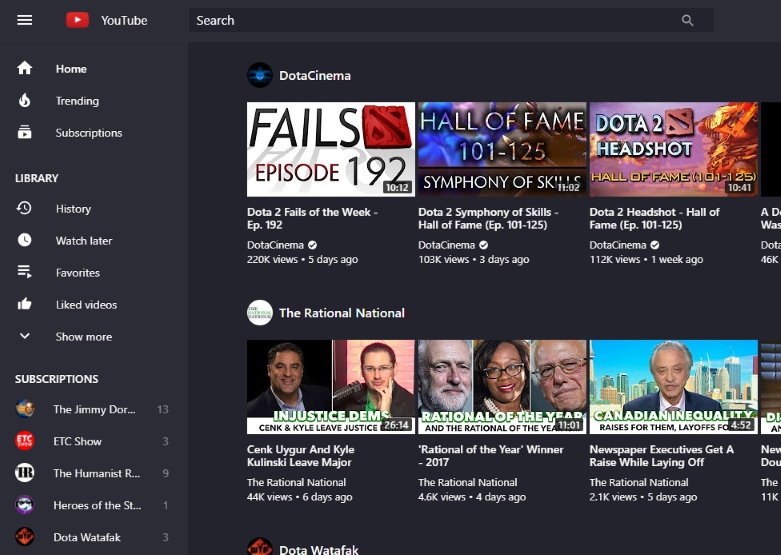 YouTube
Search
Home
Trending
Subscriptions
LIBRARY
History
Watch later
Favorites
Liked videos
Show more
SUBSCRIPTIONS
The Jimmy Dor... 13
ETC Show 3
The Humanist R... 9
Heroes of the St... 1
Dota Watafak 3
DotaCinema
FAILS
EPISODE 192
10:12
Dota 2 Fails of the Week -
Ep. 192
DotaCinema
220K views • 5 days ago
HALL OF FAME
101-125
SYMPHONY OF SKILLS
11:02
Dota 2 Symphony of Skills -
Hall of Fame (Ep. 101-125)
DotaCinema
103K views • 3 days ago
DOTA 2
HEADSHOT
HALL OF FAME (101-125)
10:41
Dota 2 Headshot - Hall of
Fame (Ep. 101-125)
DotaCinema
112K views • 1 week ago
A D
Was
Dota
46K
The Rational National
INJUSTICE DEMS
CENK & KYLE LEAVE JUSTICE
26:14
Cenk Uygur And Kyle
Kulinski Leave Major
The Rational National
44K views • 6 days ago
RATIONAL OF THE YEAR
AND THE RATIONAL OF THE YEAR
11:01
'Rational of the Year' Winner
- 2017
The Rational National
4.6K views • 4 days ago
CANADIAN INEQUALITY
RAISES FOR THEM, LAYOFFS FO
4:52
Newspaper Executives Get A
Raise While Laying Off
The Rational National
2.1K views • 5 days ago
DI
New
Dou
The
11K
Dota Watafak